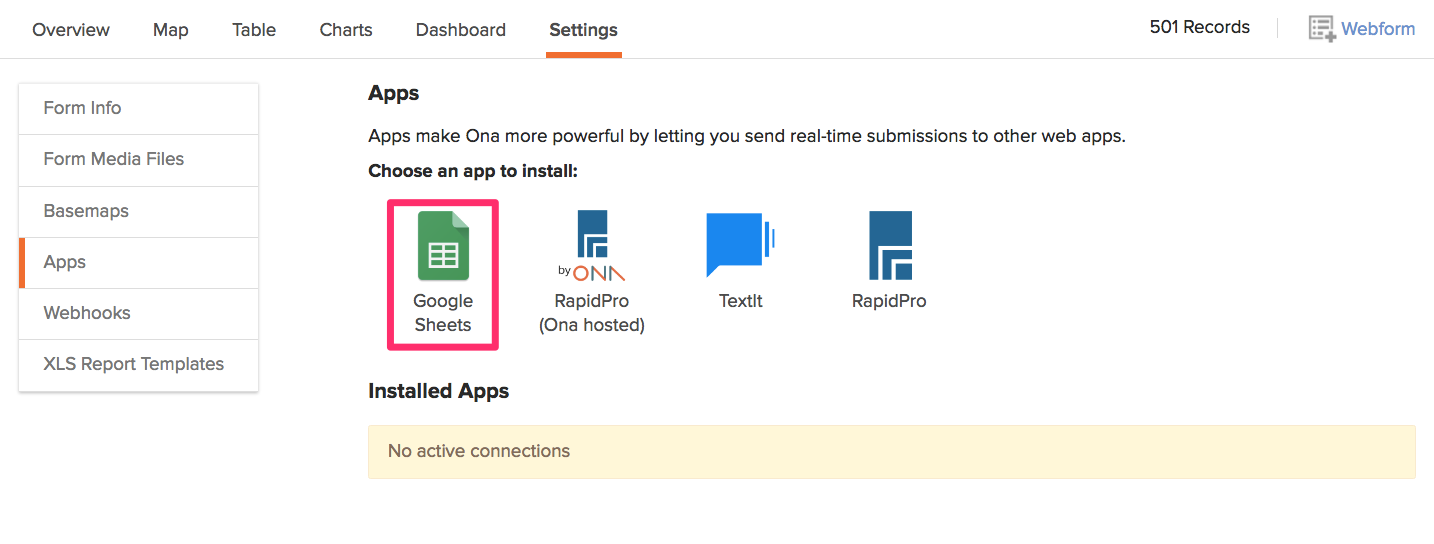 Overview Map Table Charts Dashboard Settings 501 Records Webform
Form Info
Form Media Files
Basemaps
Apps
Webhooks
XLS Report Templates
Apps
Apps make Ona more powerful by letting you send real-time submissions to other web apps.
Choose an app to install:
Google
Sheets
by ONA
RapidPro
(Ona hosted)
TextIt
RapidPro
Installed Apps
No active connections